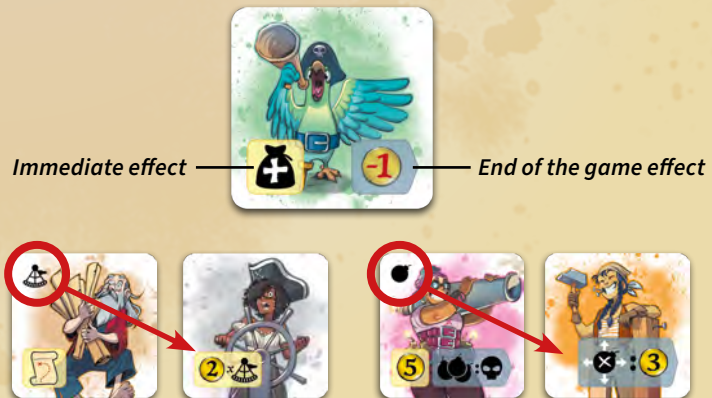 -1
Immediate effect
End of the game effect
2 x
5 :
: 3